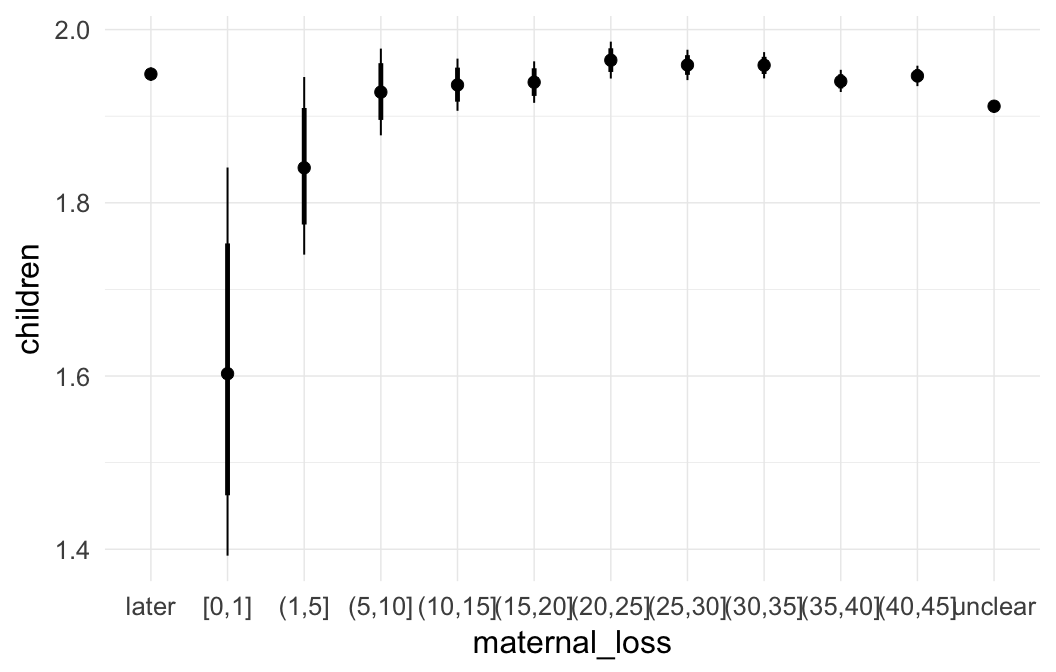 2.0
1.8
1.6
1.4
children
later [0,1] (1,5] (5,10] (10,15] (15,20] (20,25] (25,30] (30,35] (35,40] (40,45] unclear
maternal_loss